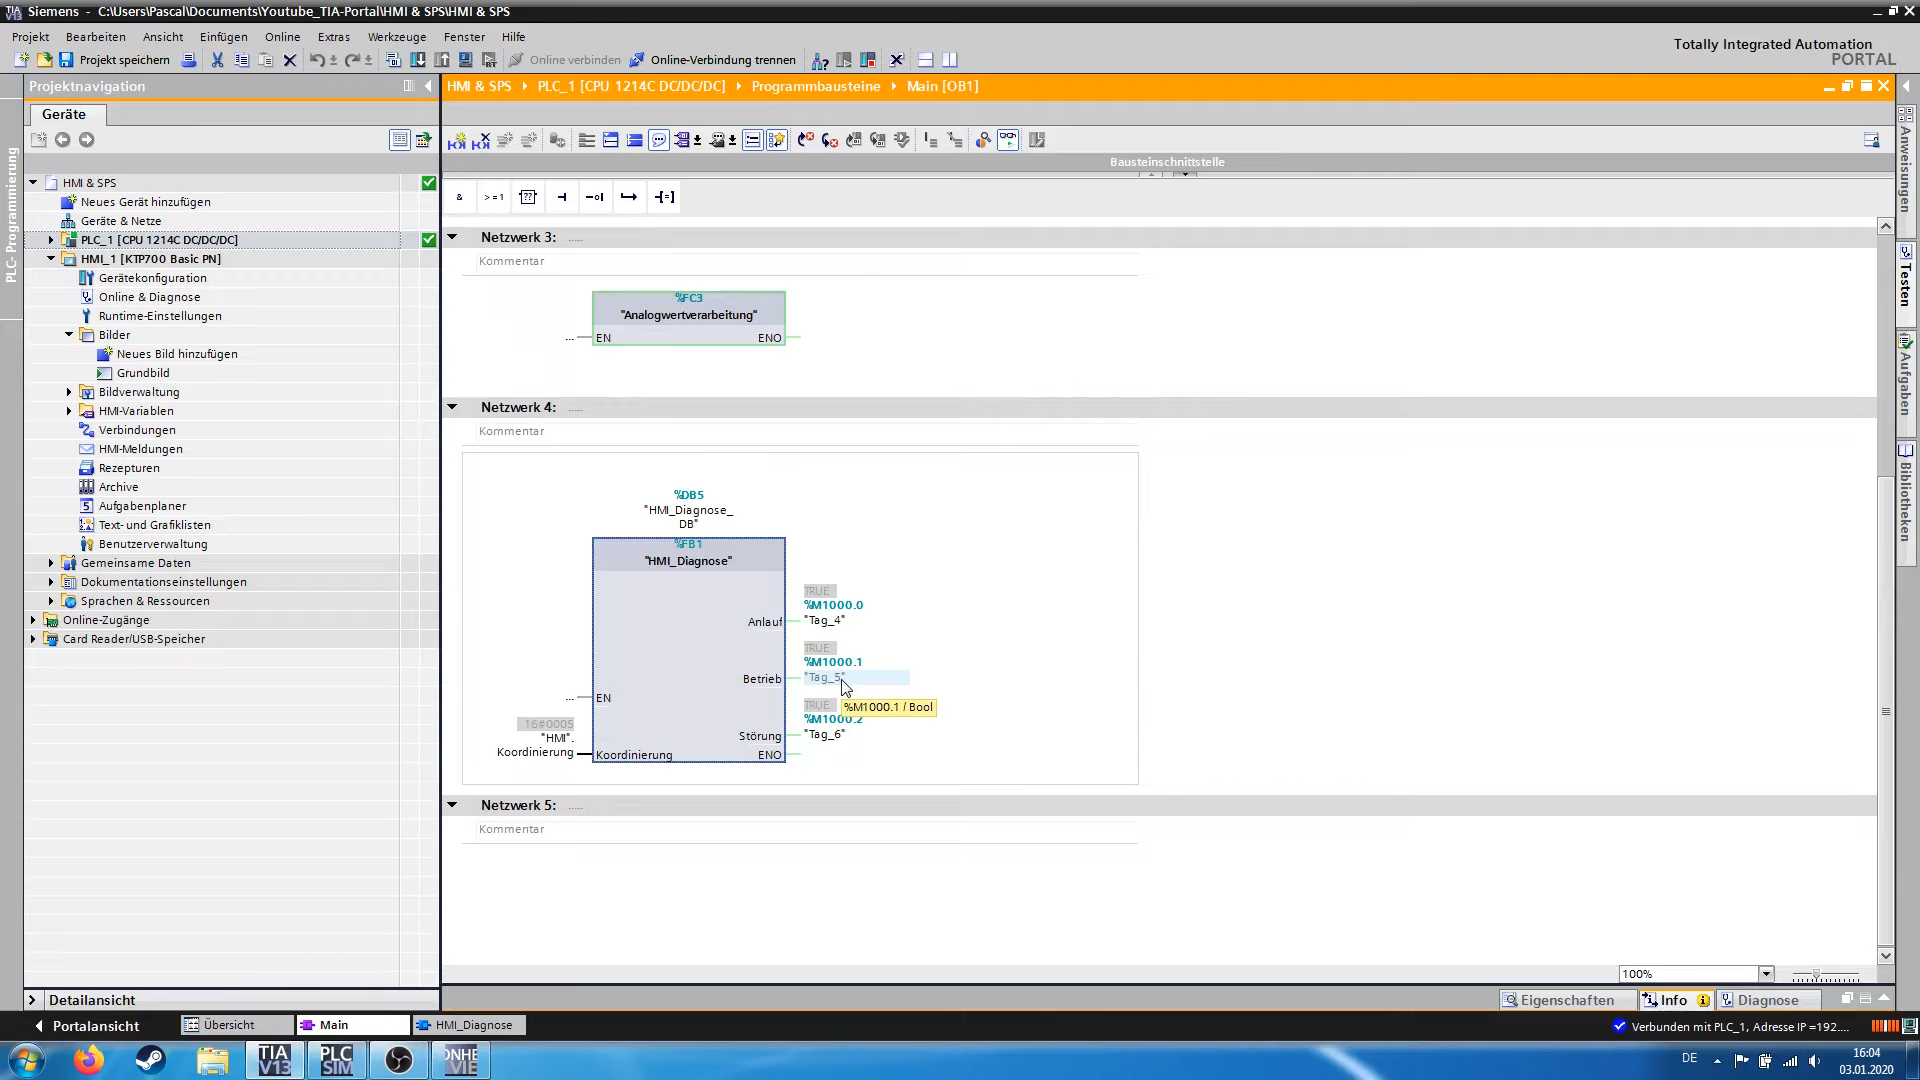 Siemens - C:\Users\Pascal\Documents\Youtube_TIA-Portal\HMI & SPS\HMI & SPS
Projekt Bearbeiten Ansicht Einfügen Online Extras Werkzeuge Fenster Hilfe
Totally Integrated Automation
PORTAL
Projekt speichern Online verbinden Online-Verbindung trennen
Projektnavigation
HMI & SPS PLC_1 [CPU 1214C DC/DC/DC] Programmbausteine Main [OB1]
Geräte
Bausteinschnittstelle
PLC-Programmierung
HMI & SPS
Neues Gerät hinzufügen
Geräte & Netze
PLC_1 [CPU 1214C DC/DC/DC]
HMI_1 [KTP700 Basic PN]
Gerätekonfiguration
Online & Diagnose
Runtime-Einstellungen
Bilder
Neues Bild hinzufügen
Grundbild
Bildverwaltung
HMI-Variablen
Verbindungen
HMI-Meldungen
Rezepturen
Archive
Aufgabenplaner
Text- und Grafiklisten
Benutzerverwaltung
Gemeinsame Daten
Dokumentationseinstellungen
Sprachen & Ressourcen
Online-Zugänge
Card Reader/USB-Speicher
& >=1 ??
Netzwerk 3: .....
Kommentar
%FC3
"Analogwertverarbeitung"
... EN ENO
Netzwerk 4: .....
Kommentar
%DB5
"HMI_Diagnose_
DB"
%FB1
"HMI_Diagnose"
TRUE
%M1000.0
Anlauf "Tag_4"
TRUE
%M1000.1
Betrieb "Tag_5"
... EN
TRUE
%M1000.1 / Bool
%M1000.2
16#0005
"HMI".
Störung "Tag_6"
Koordinierung Koordinierung ENO
Netzwerk 5: .....
Kommentar
100%
Anweisungen
Testen
Aufgaben
Bibliotheken
Eigenschaften Info Diagnose
Detailansicht
Portalansicht Übersicht Main HMI_Diagnose
Verbunden mit PLC_1, Adresse IP =192....
TIA
V13
PLC
SIM
DE
16:04
03.01.2020